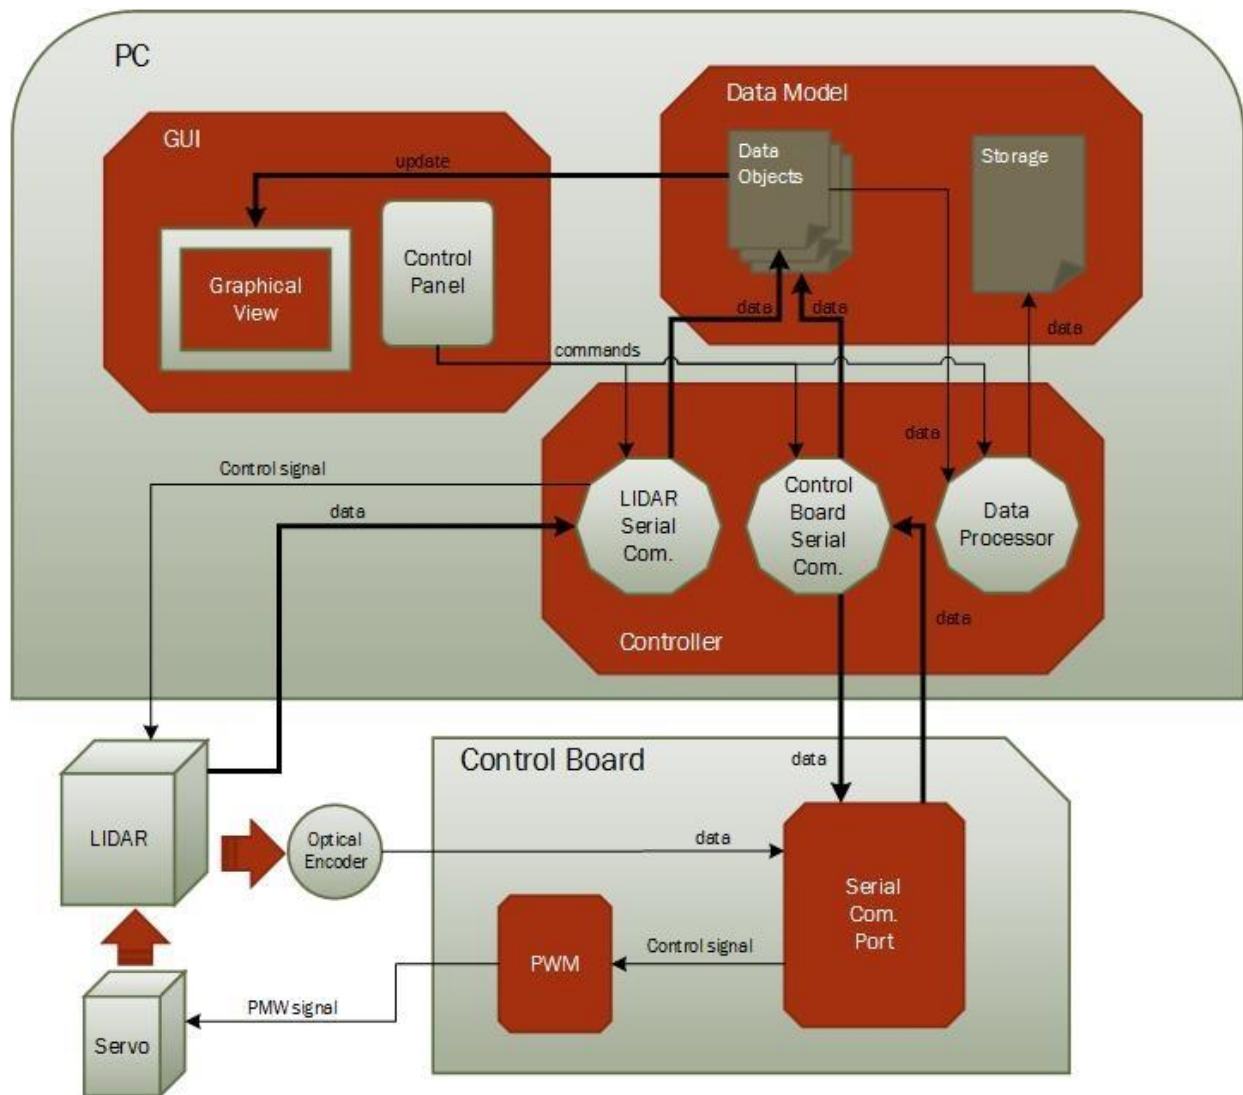 PC
GUI
update
Graphical
View
Control
Panel
Data Model
Data
Objects
Storage
data
data
data
commands
data
Control signal
data
LIDAR
Serial
Com.
Control
Board
Serial
Com.
Data
Processor
data
Controller
Control Board
data
LIDAR
Optical
Encoder
data
Serial
Com.
Port
PWM
Control signal
PMW signal
Servo